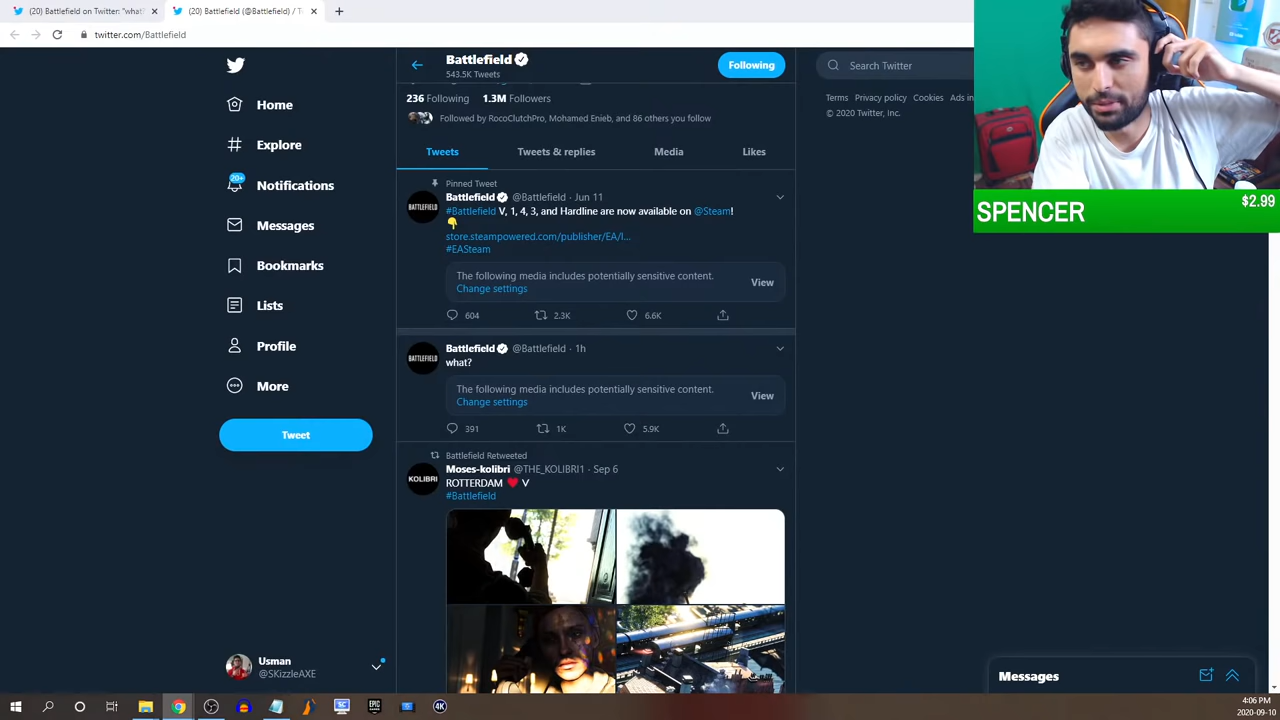 (20) Battlefield on Twitter: "what?
(20) Battlefield (@Battlefield) / T
twitter.com/Battlefield
Home
Explore
20+
Notifications
Messages
Bookmarks
Lists
Profile
More
Tweet
Usman
@SKizzleAXE
Battlefield
543.5K Tweets
Following
236 Following 1.3M Followers
Followed by RocoClutchPro, Mohamed Enieb, and 86 others you follow
Tweets Tweets & replies Media Likes
Pinned Tweet
Battlefield @Battlefield · Jun 11
#Battlefield V, 1, 4, 3, and Hardline are now available on @Steam!
👇
store.steampowered.com/publisher/EA/l...
#EASteam
The following media includes potentially sensitive content.
Change settings
View
604 2.3K 6.6K
BATTLEFIELD
Battlefield @Battlefield · 1h
what?
The following media includes potentially sensitive content.
Change settings
View
391 1K 5.9K
BATTLEFIELD
Battlefield Retweeted
Moses-kolibri @THE_KOLIBRI1 · Sep 6
KOLIBRI
ROTTERDAM ♥ V
#Battlefield
Search Twitter
Terms Privacy policy Cookies Ads in
© 2020 Twitter, Inc.
SPENCER
$2.99
Messages
SC
EPIC
4K
4:06 PM
2020-09-10